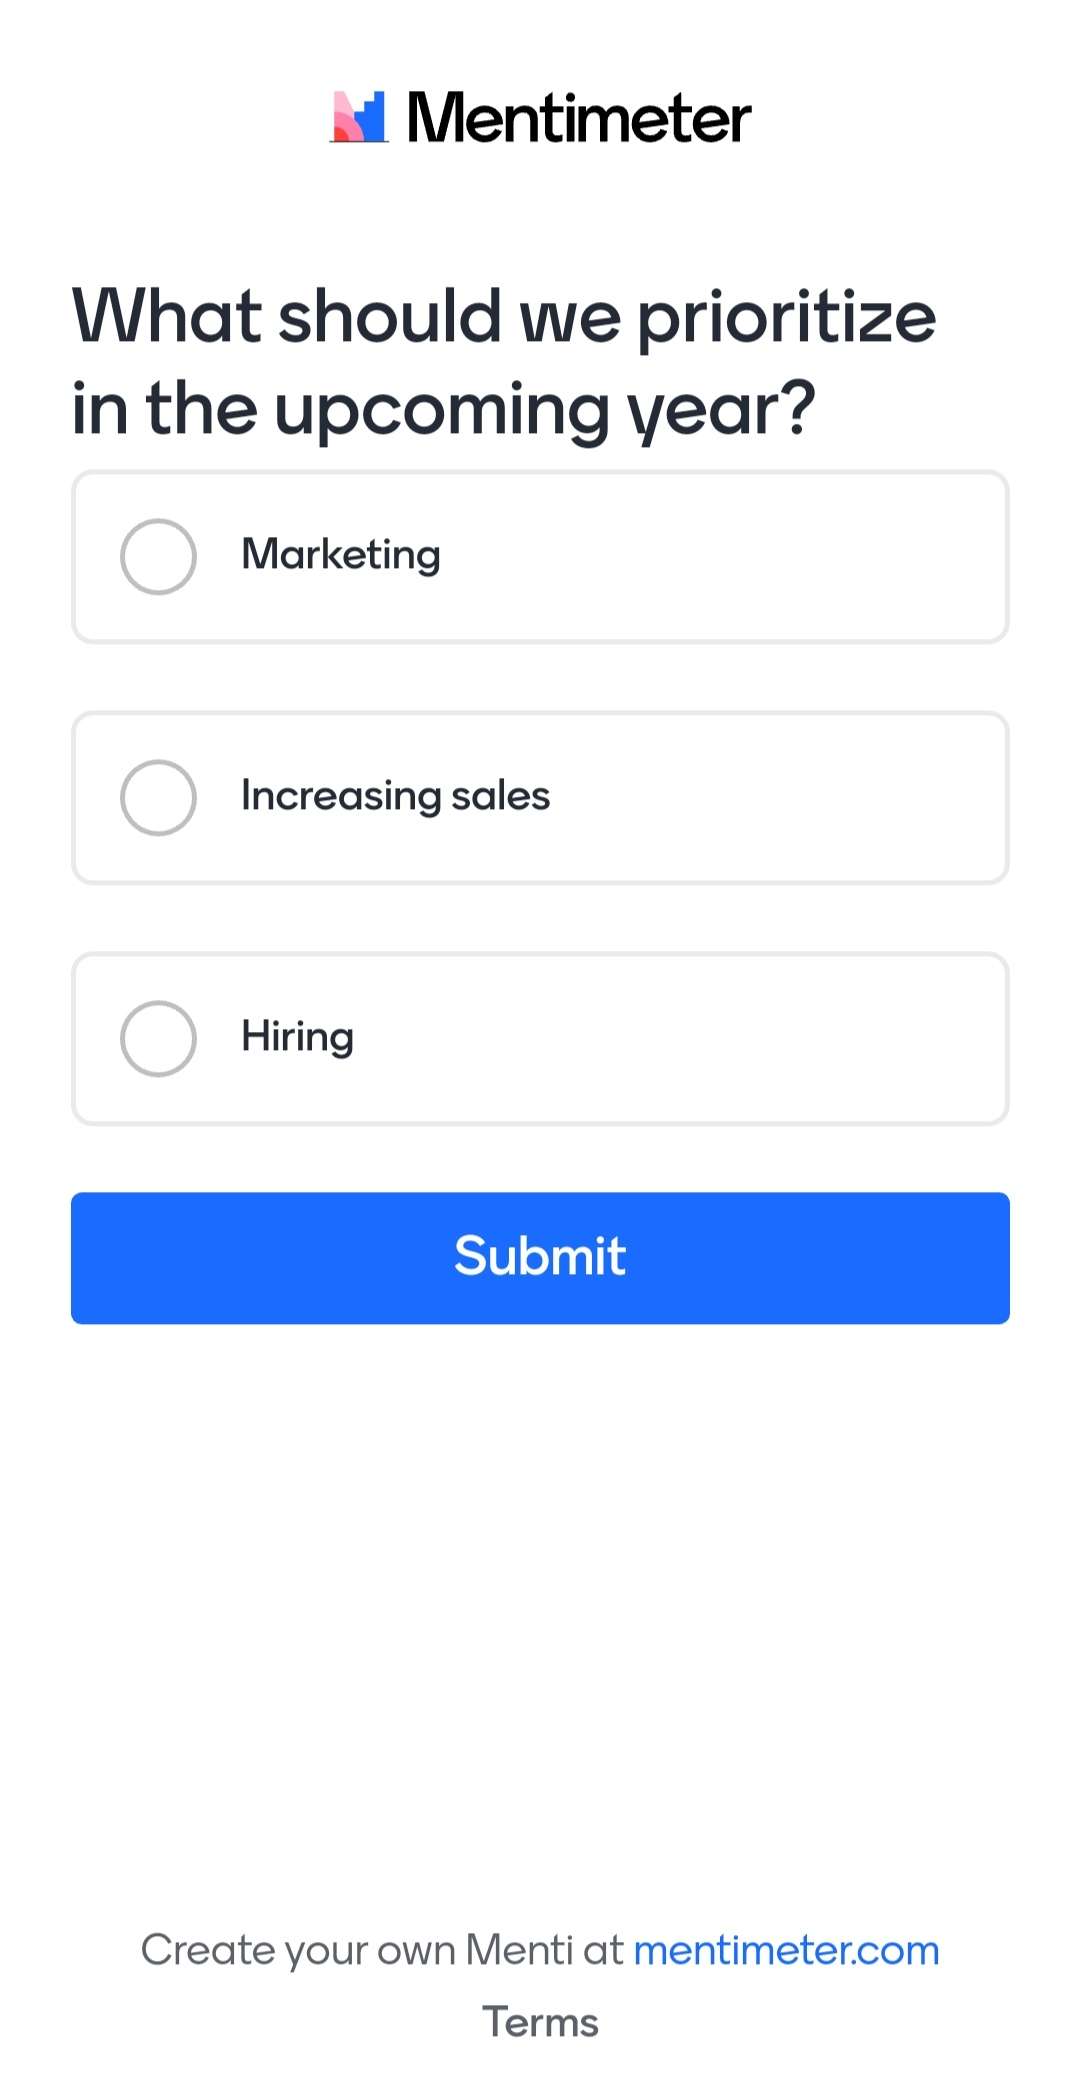 Mentimeter
What should we prioritize
in the upcoming year?
Marketing
Increasing sales
Hiring
Submit
Create your own Menti at mentimeter.com
Terms